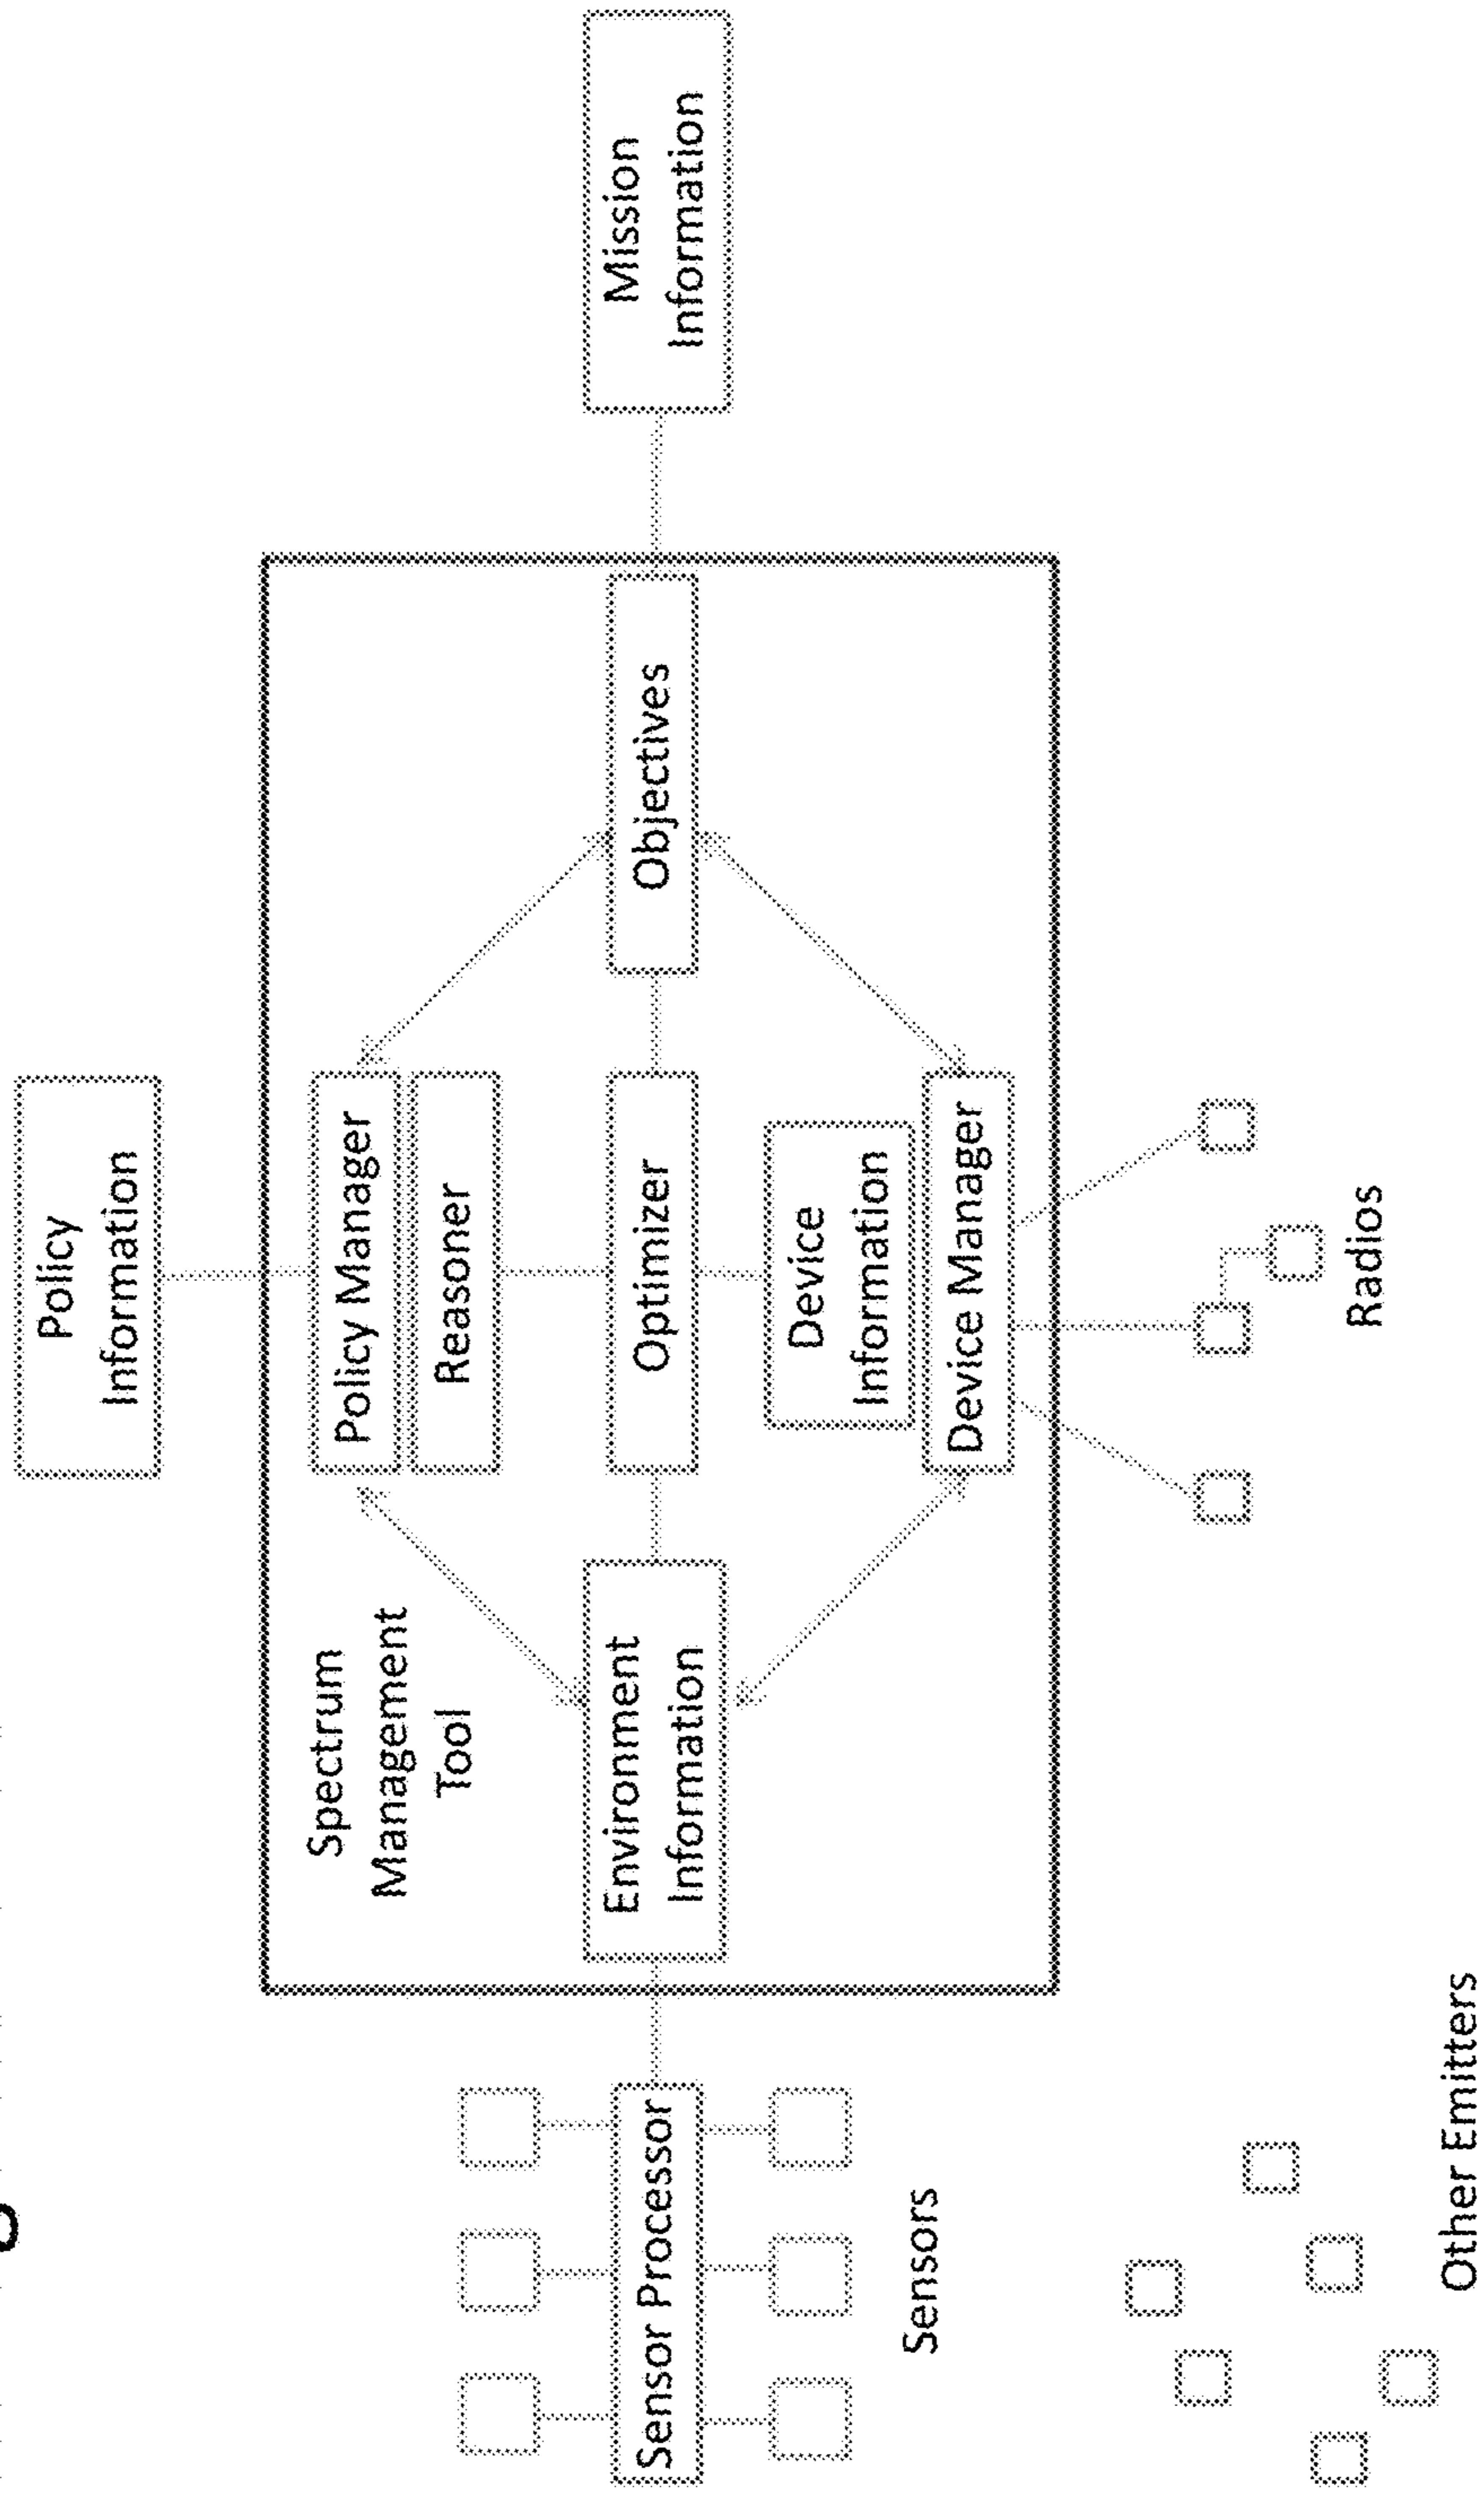 Policy
Information
Spectrum
Management
Tool
Policy Manager
Reasoner
Sensor Processor
Environment
Information
Optimizer
Objectives
Mission
Information
Device
Information
Device Manager
Sensors
Radios
Other Emitters